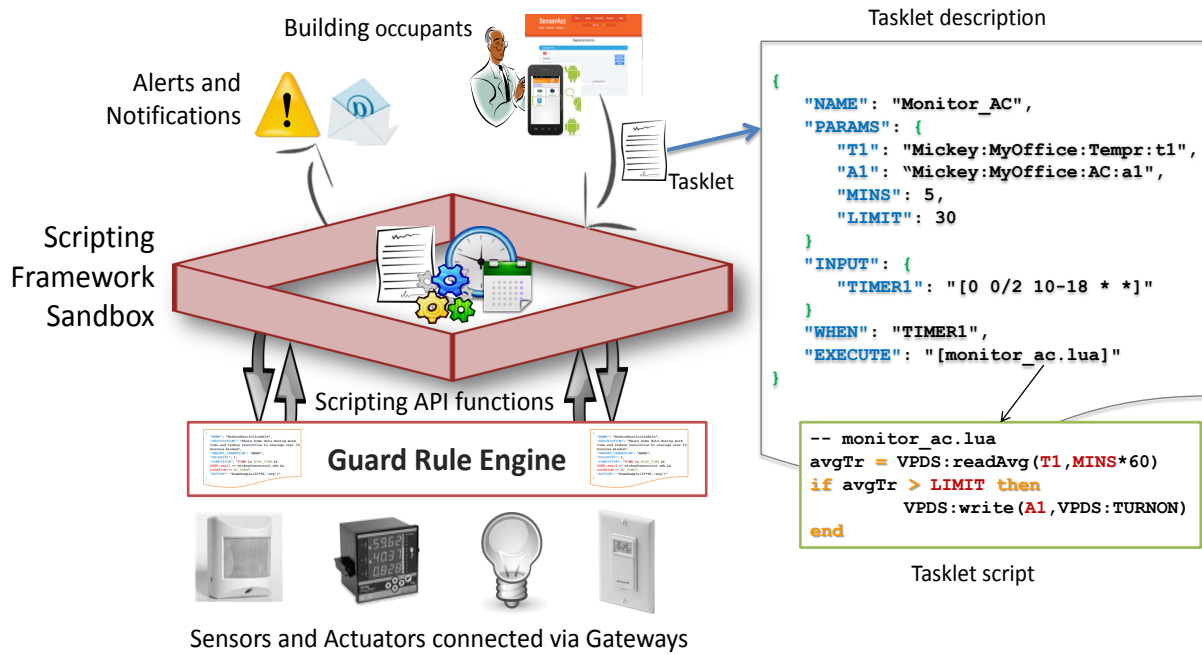 Building occupants
SensorAct
Alerts and
Notifications
Tasklet
Scripting
Framework
Sandbox
Scripting API functions
Guard Rule Engine
Sensors and Actuators connected via Gateways
Tasklet description
{
"NAME": "Monitor_AC",
"PARAMS": {
"T1": "Mickey:MyOffice:Tempr:t1",
"A1": “Mickey:MyOffice:AC:a1",
"MINS": 5,
"LIMIT": 30
}
"INPUT": {
"TIMER1": "[0 0/2 10-18 * *]"
}
"WHEN": "TIMER1",
"EXECUTE": "[monitor_ac.lua]"
}
-- monitor_ac.lua
avgTr = VPDS:readAvg(T1,MINS*60)
if avgTr > LIMIT then
VPDS:write(A1,VPDS:TURNON)
end
Tasklet script